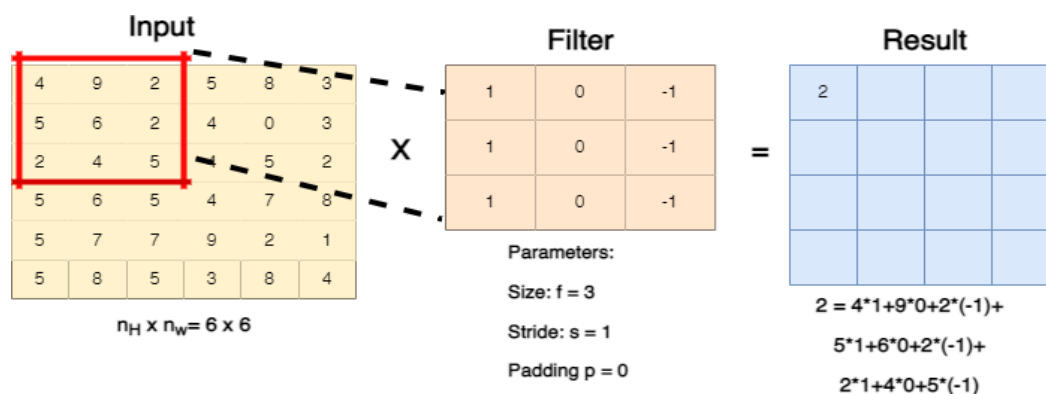 Input
Filter
Result
4 9 2 5 8 3
5 6 2 4 0 3
2 4 5 4 5 2
5 6 5 4 7 8
5 7 7 9 2 1
5 8 5 3 8 4
n_H x n_w= 6 x 6
X
1 0 -1
1 0 -1
1 0 -1
Parameters:
Size: f = 3
Stride: s = 1
Padding p = 0
=
2
2 = 4*1+9*0+2*(-1)+
5*1+6*0+2*(-1)+
2*1+4*0+5*(-1)